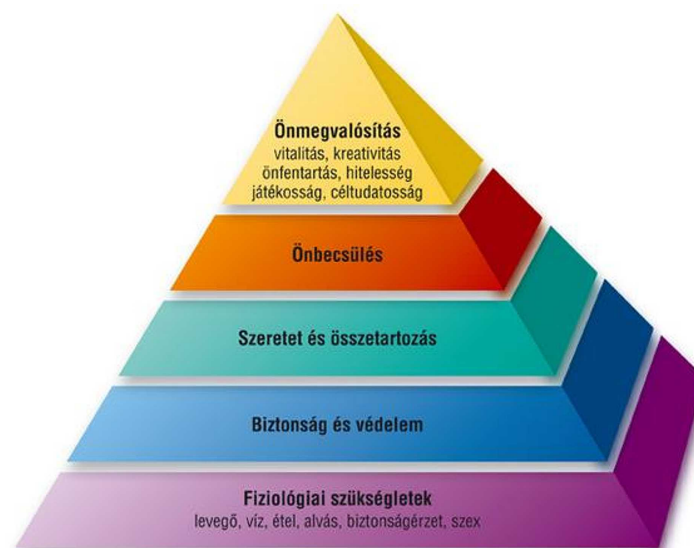 Önmegvalósítás
vitalitás, kreativitás
önfentartás, hitelesség
játékosság, céltudatosság
Önbecsülés
Szeretet és összetartozás
Biztonság és védelem
Fiziológiai szükségletek
levegő, víz, étel, alvás, biztonságérzet, szex